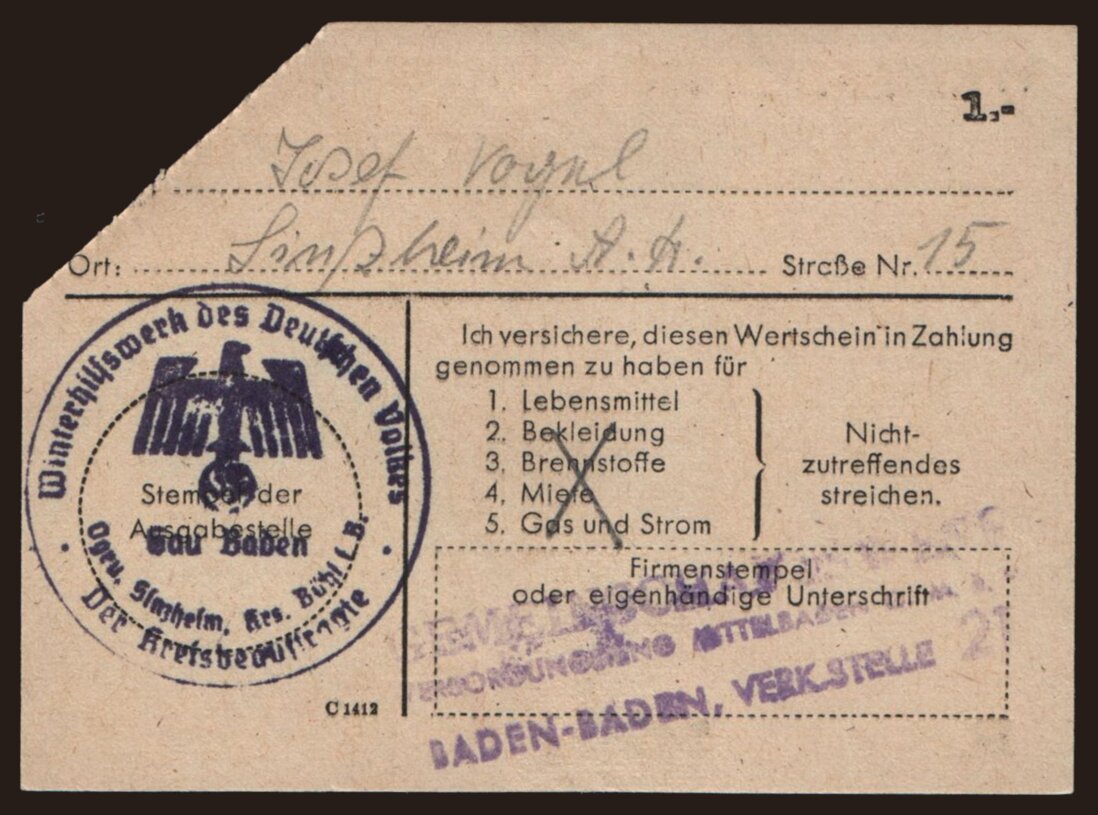 1.-
Josef Vogel
Ort: Sinzheim A. H. Straße Nr. 15
Winterhilfswerk des Deutschen Volkes
Stempel der
Ausgabestelle
Gau Baden
Ogru. Sinzheim, Krs. Bühl i. B.
Der Kreisbeauftragte
C 1412
Ich versichere, diesen Wertschein in Zahlung
genommen zu haben für
1. Lebensmittel
2. Bekleidung
3. Brennstoffe
4. Miete
5. Gas und Strom
Nicht-
zutreffendes
streichen.
Firmenstempel
oder eigenhändige Unterschrift
VERSORGUNGSRING MITTELBADEN
BADEN-BADEN, VERK.STELLE 21